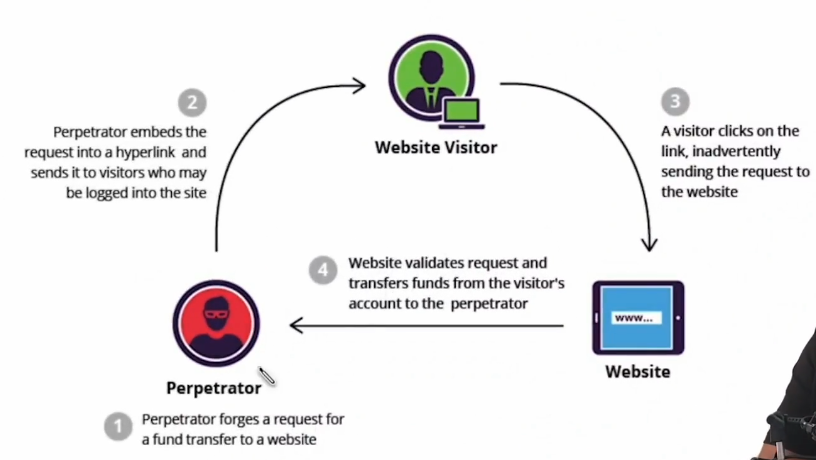 2
Perpetrator embeds the
request into a hyperlink and
sends it to visitors who may
be logged into the site
Website Visitor
3
A visitor clicks on the
link, inadvertently
sending the request to
the website
4
Website validates request and
transfers funds from the visitor's
account to the perpetrator
www...
Website
Perpetrator
1
Perpetrator forges a request for
a fund transfer to a website